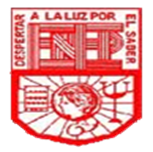 DESPERTAR
A LA LUZ POR
EL SABER
ENP